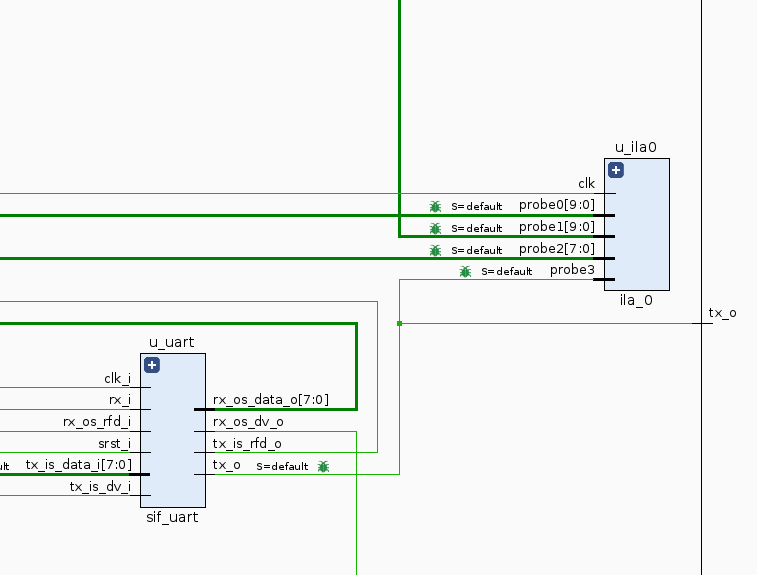 u_ila0
clk
S=default probe0[9:0]
S=default probe1[9:0]
S=default probe2[7:0]
S=default probe3
ila_0
tx_o
u_uart
clk_i
rx_i rx_os_data_o[7:0]
rx_os_rfd_i rx_os_dv_o
srst_i tx_is_rfd_o
ult tx_is_data_i[7:0] tx_o S=default
tx_is_dv_i
sif_uart